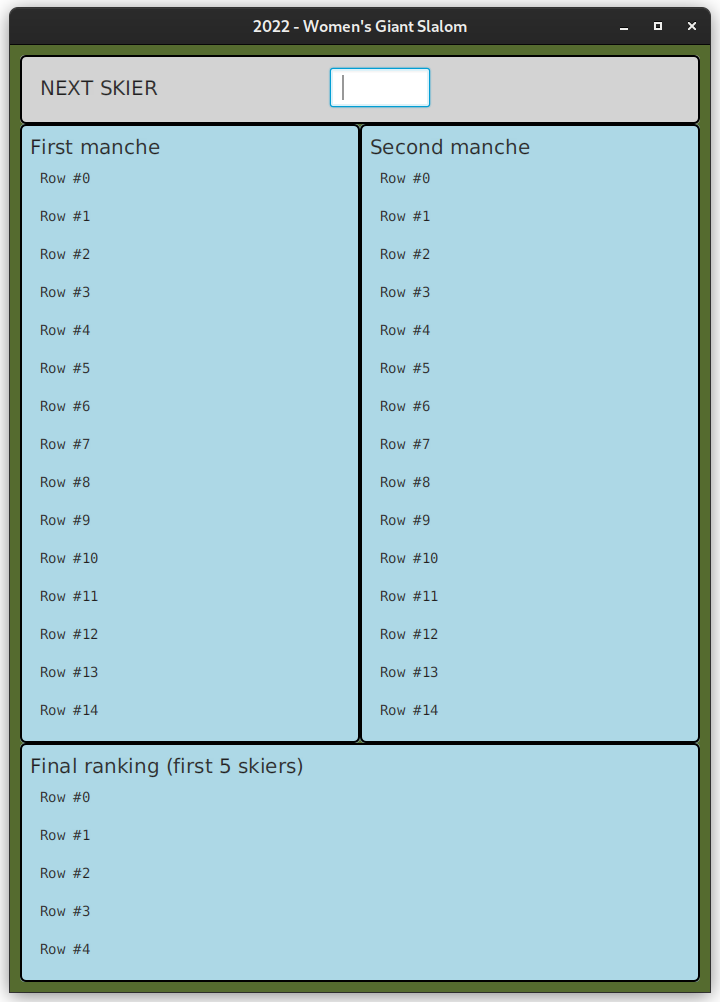 2022 - Women's Giant Slalom
NEXT SKIER
First manche
Row #0
Row #1
Row #2
Row #3
Row #4
Row #5
Row #6
Row #7
Row #8
Row #9
Row #10
Row #11
Row #12
Row #13
Row #14
Second manche
Row #0
Row #1
Row #2
Row #3
Row #4
Row #5
Row #6
Row #7
Row #8
Row #9
Row #10
Row #11
Row #12
Row #13
Row #14
Final ranking (first 5 skiers)
Row #0
Row #1
Row #2
Row #3
Row #4